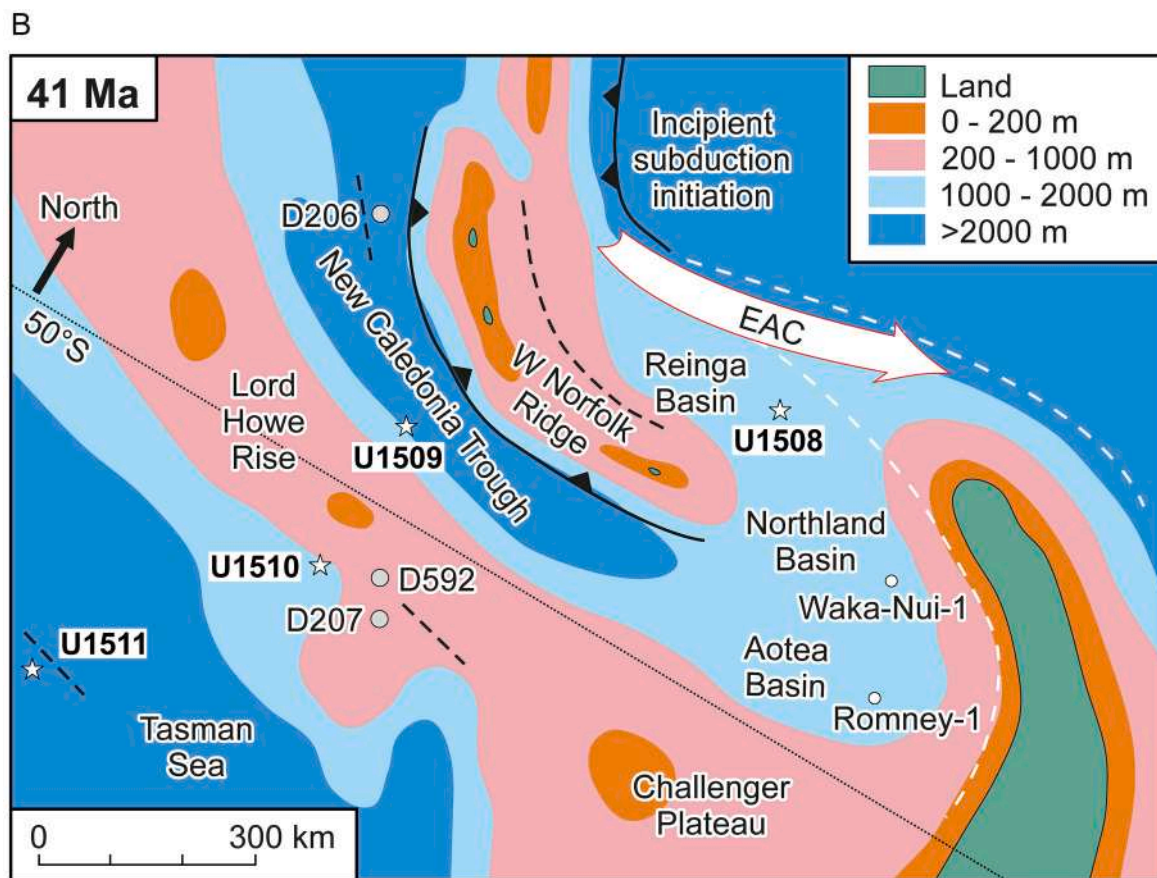 B
41 Ma
Land
0 - 200 m
200 - 1000 m
1000 - 2000 m
>2000 m
Incipient
subduction
initiation
North
50°S
D206
New Caledonia Trough
EAC
Lord
Howe
Rise
W Norfolk
Ridge
Reinga
Basin
U1508
U1509
Northland
Basin
Waka-Nui-1
U1510
D592
D207
U1511
Aotea
Basin
Romney-1
Tasman
Sea
Challenger
Plateau
0 300 km